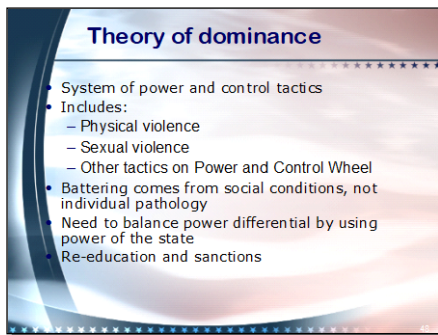 Theory of dominance
• System of power and control tactics
• Includes:
– Physical violence
– Sexual violence
– Other tactics on Power and Control Wheel
• Battering comes from social conditions, not
individual pathology
• Need to balance power differential by using
power of the state
• Re-education and sanctions